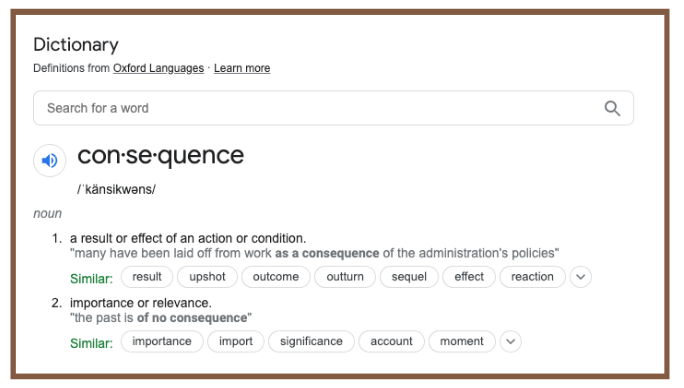 Dictionary
Definitions from Oxford Languages · Learn more
Search for a word
con·se·quence
/ˈkänsikwəns/
noun
1. a result or effect of an action or condition.
"many have been laid off from work as a consequence of the administration's policies"
Similar: result upshot outcome outturn sequel effect reaction
2. importance or relevance.
"the past is of no consequence"
Similar: importance import significance account moment